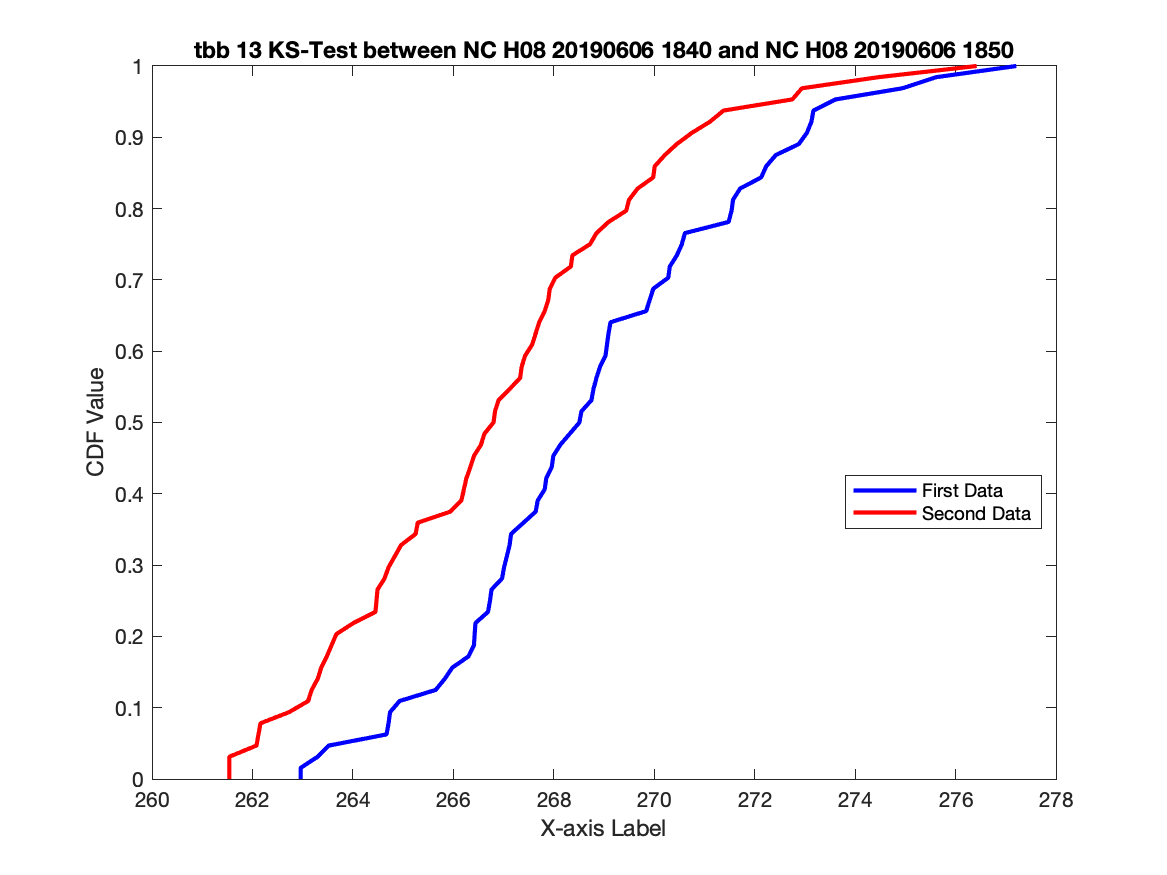 tbb 13 KS-Test between NC H08 20190606 1840 and NC H08 20190606 1850
1
0.9
0.8
0.7
0.6
0.5
0.4
0.3
0.2
0.1
0
CDF Value
First Data
Second Data
260 262 264 266 268 270 272 274 276 278
X-axis Label